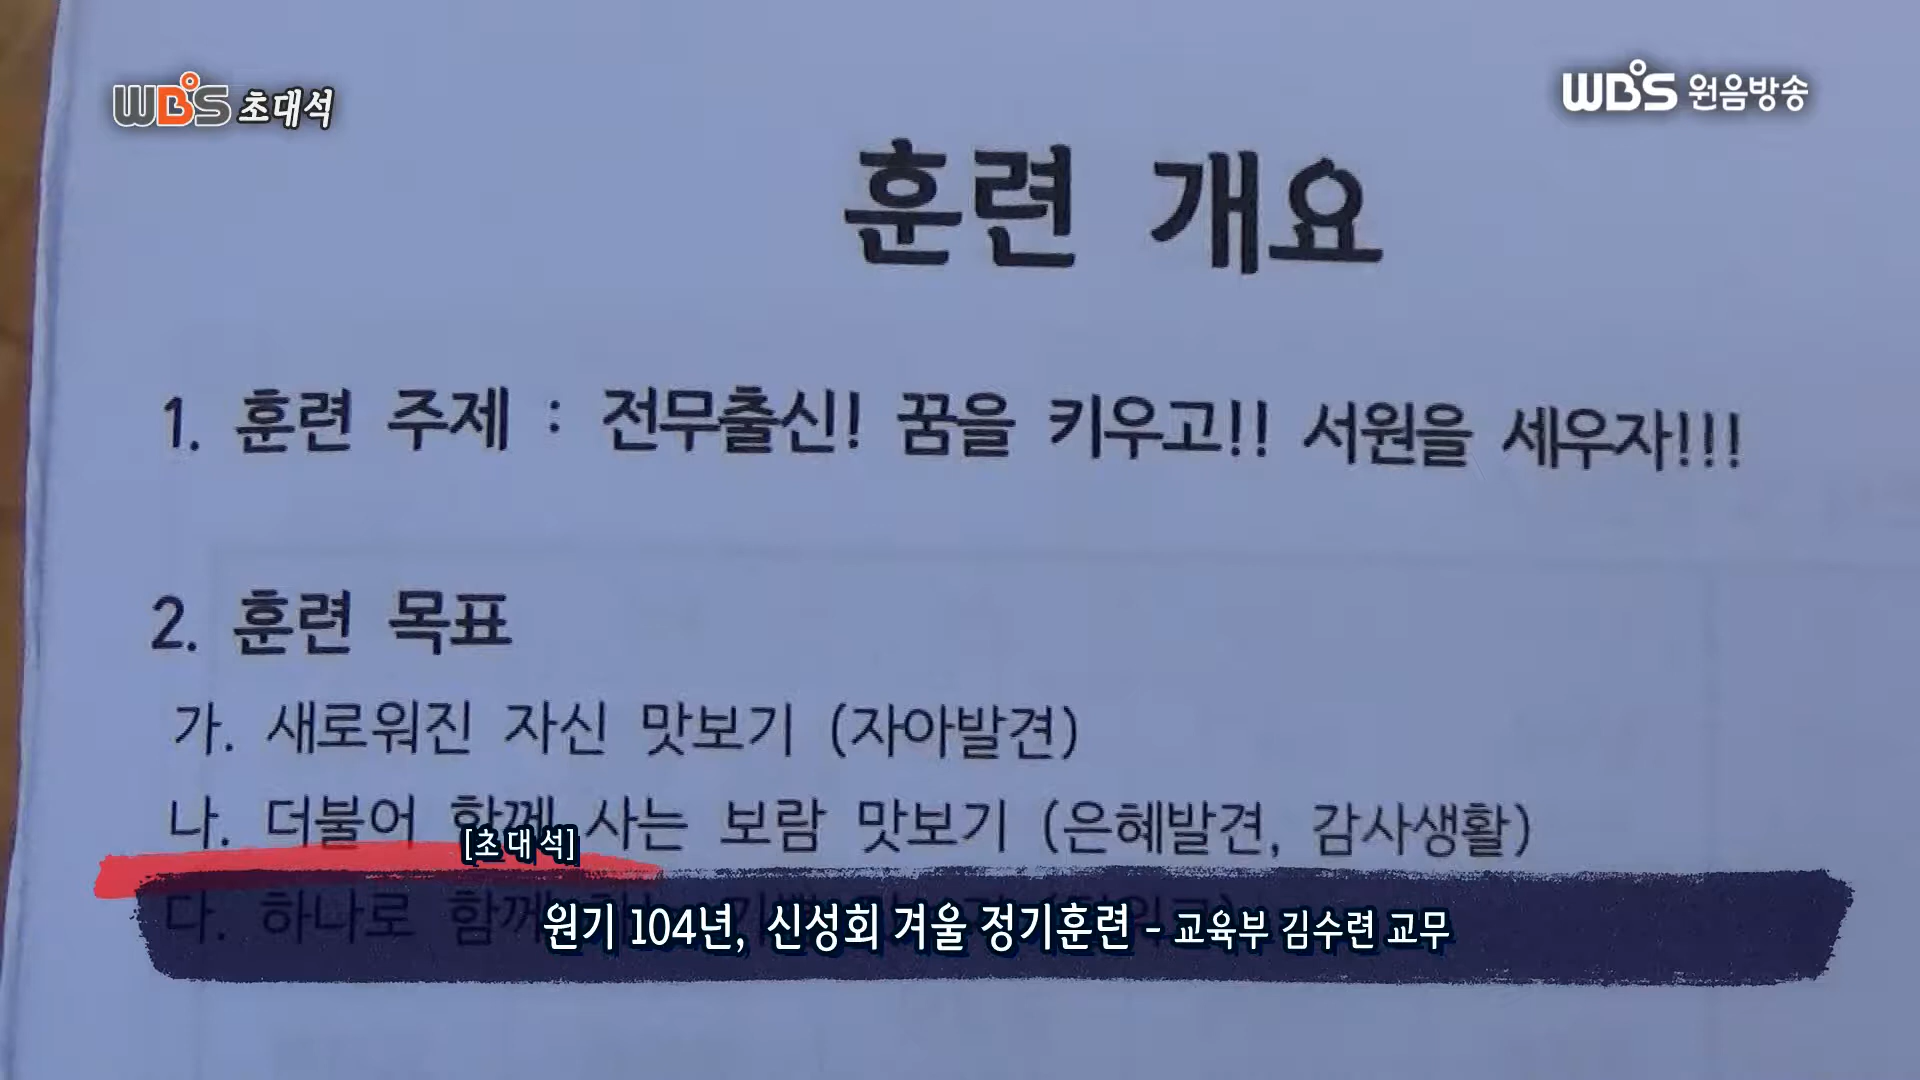 WBS 초대석
WBS 원음방송
훈련 개요
1. 훈련 주제 : 전무출신! 꿈을 키우고!! 서원을 세우자!!!
2. 훈련 목표
가. 새로워진 자신 맛보기 (자아발견)
나. 더불어 함께 사는 보람 맛보기 (은혜발견, 감사생활)
다. 하나로 함께
[초대석]
원기 104년, 신성회 겨울 정기훈련 - 교육부 김수련 교무